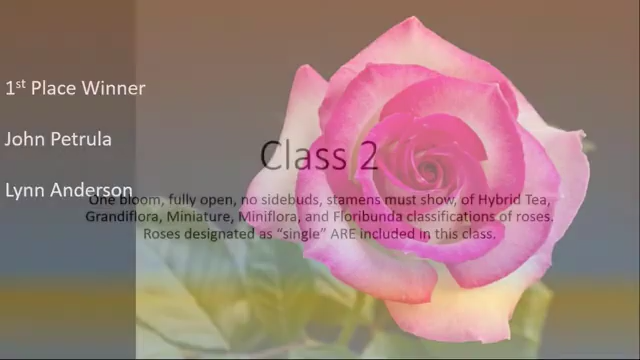 1st Place Winner
John Petrula
Lynn Anderson
Class 2
One bloom, fully open, no sidebuds, stamens must show, of Hybrid Tea,
Grandiflora, Miniature, Miniflora, and Floribunda classifications of roses.
Roses designated as “single” ARE included in this class.